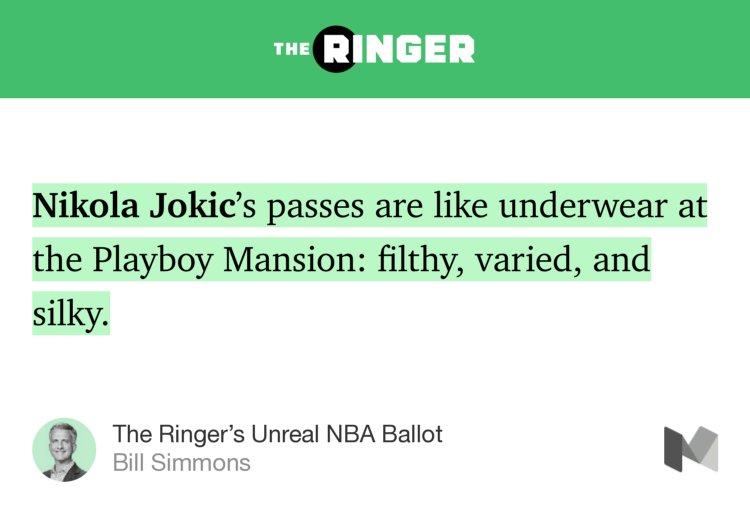 THE RINGER
Nikola Jokic’s passes are like underwear at
the Playboy Mansion: filthy, varied, and
silky.
The Ringer’s Unreal NBA Ballot
Bill Simmons